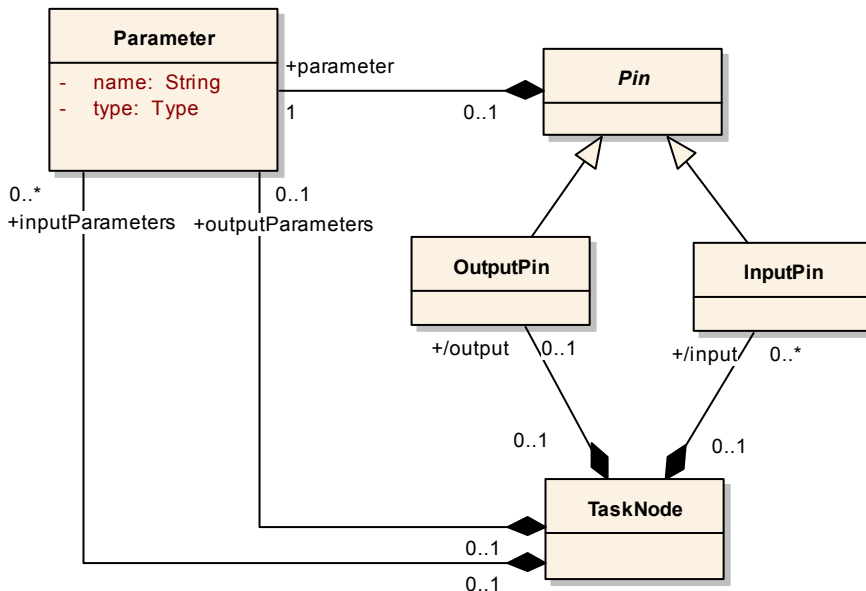 Parameter
- name: String
- type: Type
+parameter
1
0..1
Pin
0..*
+inputParameters
0..1
+outputParameters
OutputPin
InputPin
+/output
0..1
+/input
0..*
0..1
0..1
TaskNode
0..1
0..1